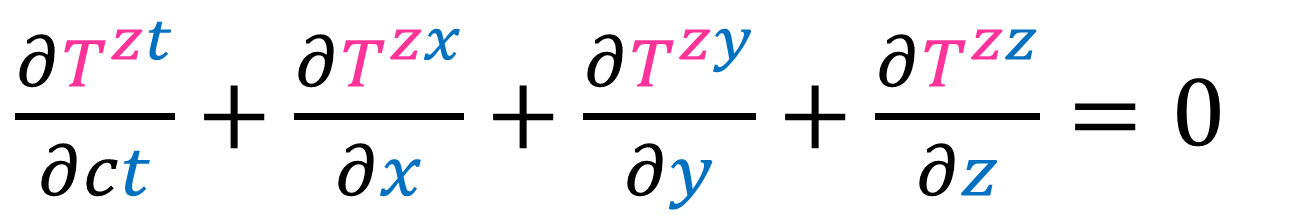 ∂T^{zt}/∂ct + ∂T^{zx}/∂x + ∂T^{zy}/∂y + ∂T^{zz}/∂z = 0